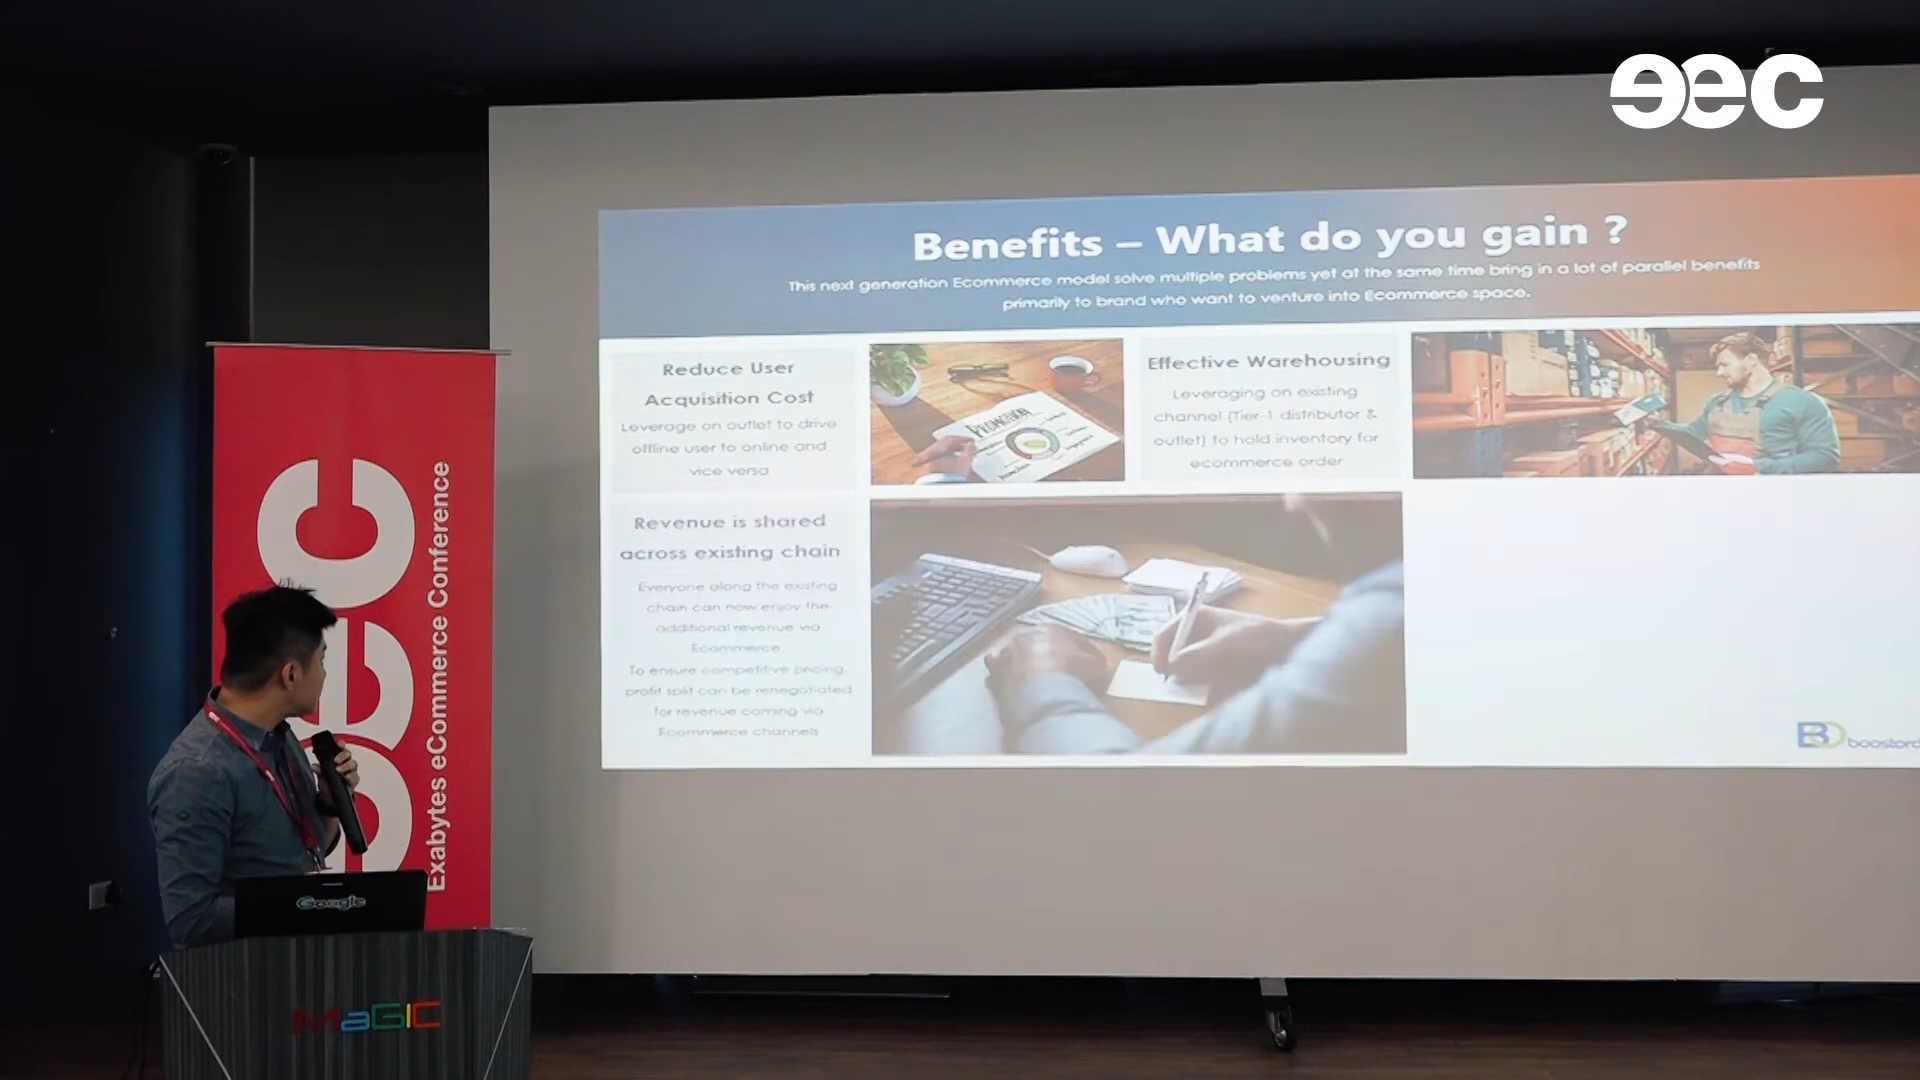 eec
Benefits – What do you gain ?
This next generation Ecommerce model solve multiple problems yet at the same time bring in a lot of parallel benefits
primarily to brand who want to venture into Ecommerce space.
Reduce User
Acquisition Cost
Leverage on outlet to drive
offline user to online and
vice versa
PROMOTION
Effective Warehousing
Leveraging on existing
channel (Tier-1 distributor &
outlet) to hold inventory for
ecommerce order
Revenue is shared
across existing chain
Everyone along the existing
chain can now enjoy the
additional revenue via
Ecommerce.
To ensure competitive pricing,
profit split can be renegotiated
for revenue coming via
Ecommerce channels
boostord
eec
Exabytes eCommerce Conference
Google
MaGIC